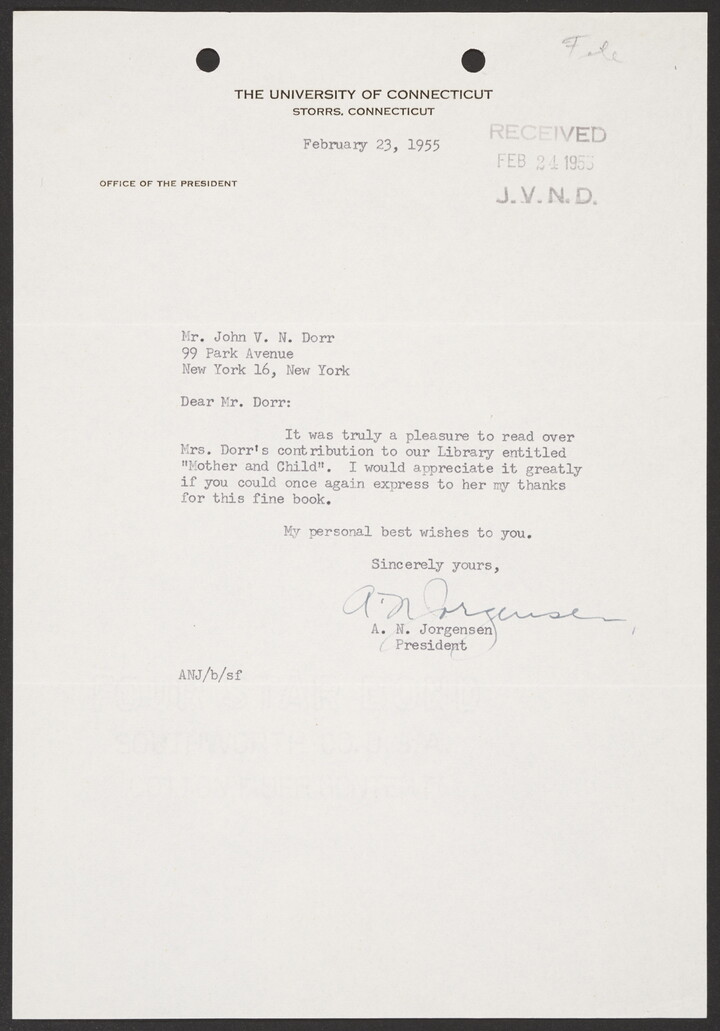 File
THE UNIVERSITY OF CONNECTICUT
STORRS, CONNECTICUT
February 23, 1955
RECEIVED
FEB 24 1955
J. V. N. D.
OFFICE OF THE PRESIDENT
Mr. John V. N. Dorr
99 Park Avenue
New York 16, New York
Dear Mr. Dorr:
It was truly a pleasure to read over
Mrs. Dorr's contribution to our Library entitled
"Mother and Child". I would appreciate it greatly
if you could once again express to her my thanks
for this fine book.
My personal best wishes to you.
Sincerely yours,
A. N. Jorgensen
A. N. Jorgensen
President
ANJ/b/sf